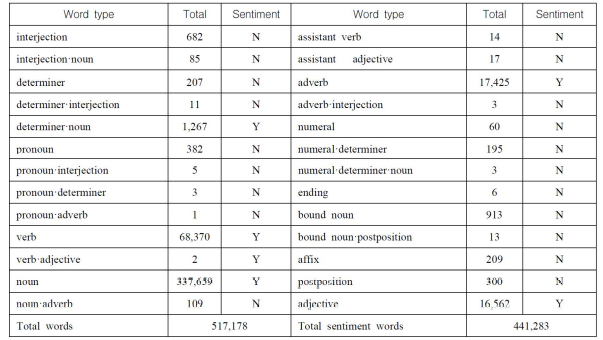 Word type Total Sentiment Word type Total Sentiment
interjection 682 N assistant verb 14 N
interjection·noun 85 N assistant adjective 17 N
determiner 207 N adverb 17,425 Y
determiner·interjection 11 N adverb·interjection 3 N
determiner·noun 1,267 Y numeral 60 N
pronoun 382 N numeral·determiner 195 N
pronoun·interjection 5 N numeral·determiner·noun 3 N
pronoun·determiner 3 N ending 6 N
pronoun·adverb 1 N bound noun 913 N
verb 68,370 Y bound noun·postposition 13 N
verb·adjective 2 Y affix 209 N
noun 337,659 Y postposition 300 N
noun·adverb 109 N adjective 16,562 Y
Total words 517,178 Total sentiment words 441,283